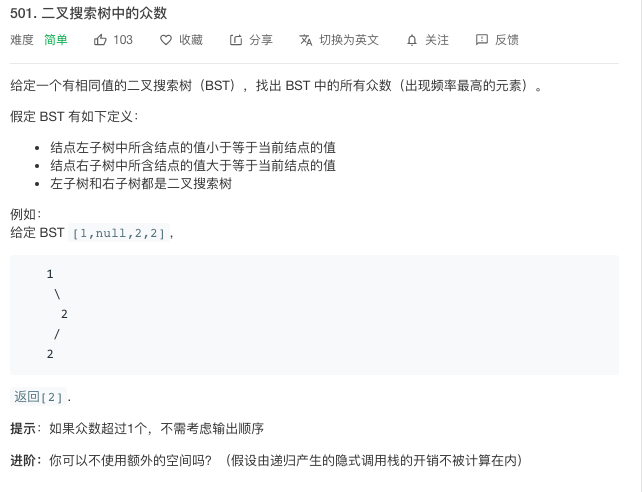 501. 二叉搜索树中的众数
难度 简单 103 收藏 分享 切换为英文 关注 反馈
给定一个有相同值的二叉搜索树（BST），找出 BST 中的所有众数（出现频率最高的元素）。
假定 BST 有如下定义：
• 结点左子树中所含结点的值小于等于当前结点的值
• 结点右子树中所含结点的值大于等于当前结点的值
• 左子树和右子树都是二叉搜索树
例如：
给定 BST [1,null,2,2],
1
\
2
/
2
返回[2].
提示：如果众数超过1个，不需考虑输出顺序
进阶：你可以不使用额外的空间吗？（假设由递归产生的隐式调用栈的开销不被计算在内）